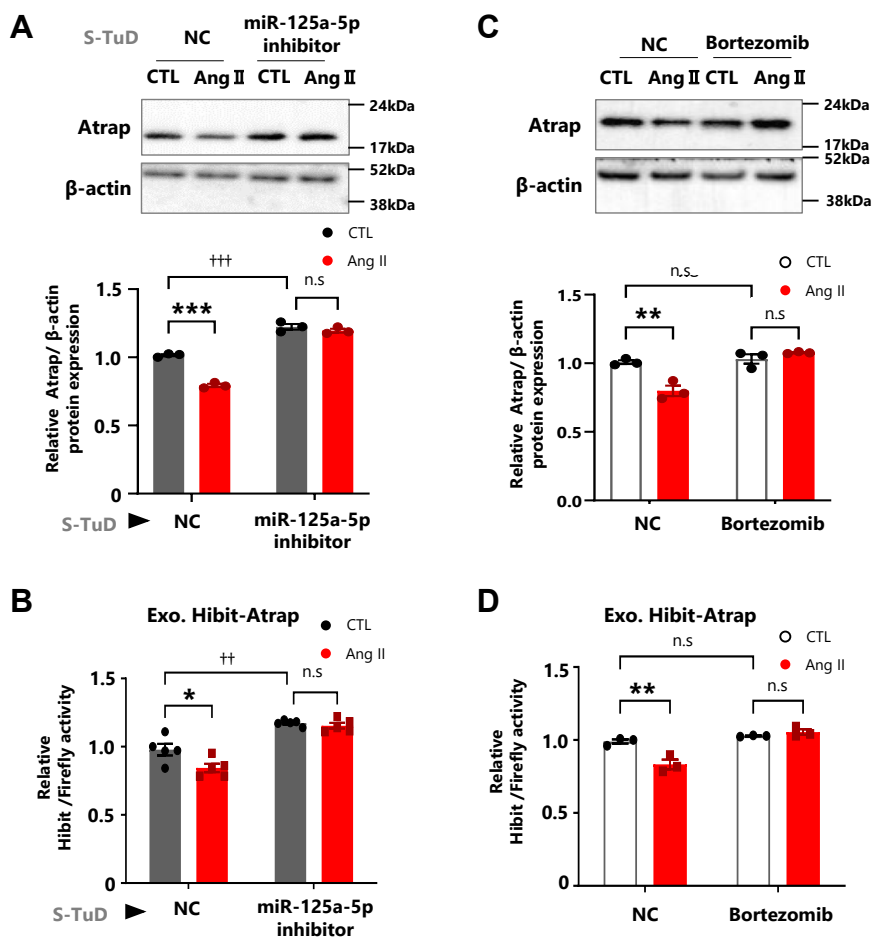 A
S-TuD
NC
miR-125a-5p
inhibitor
CTL Ang II CTL Ang II
24kDa
Atrap
17kDa
52kDa
β-actin
38kDa
CTL
Ang II
†††
n.s
***
Relative Atrap/ β-actin
protein expression
1.5
1.0
0.5
0
S-TuD
NC
miR-125a-5p
inhibitor
B
Exo. Hibit-Atrap
CTL
Ang II
††
n.s
*
Relative
Hibit /Firefly activity
1.5
1.0
0.5
0
S-TuD
NC
miR-125a-5p
inhibitor
C
NC
Bortezomib
CTL Ang II CTL Ang II
24kDa
Atrap
17kDa
52kDa
β-actin
38kDa
CTL
Ang II
n.s
n.s
**
Relative Atrap/ β-actin
protein expression
1.5
1.0
0.5
0.0
NC
Bortezomib
D
Exo. Hibit-Atrap
CTL
Ang II
n.s
n.s
**
Relative
Hibit /Firefly activity
1.5
1.0
0.5
0
NC
Bortezomib